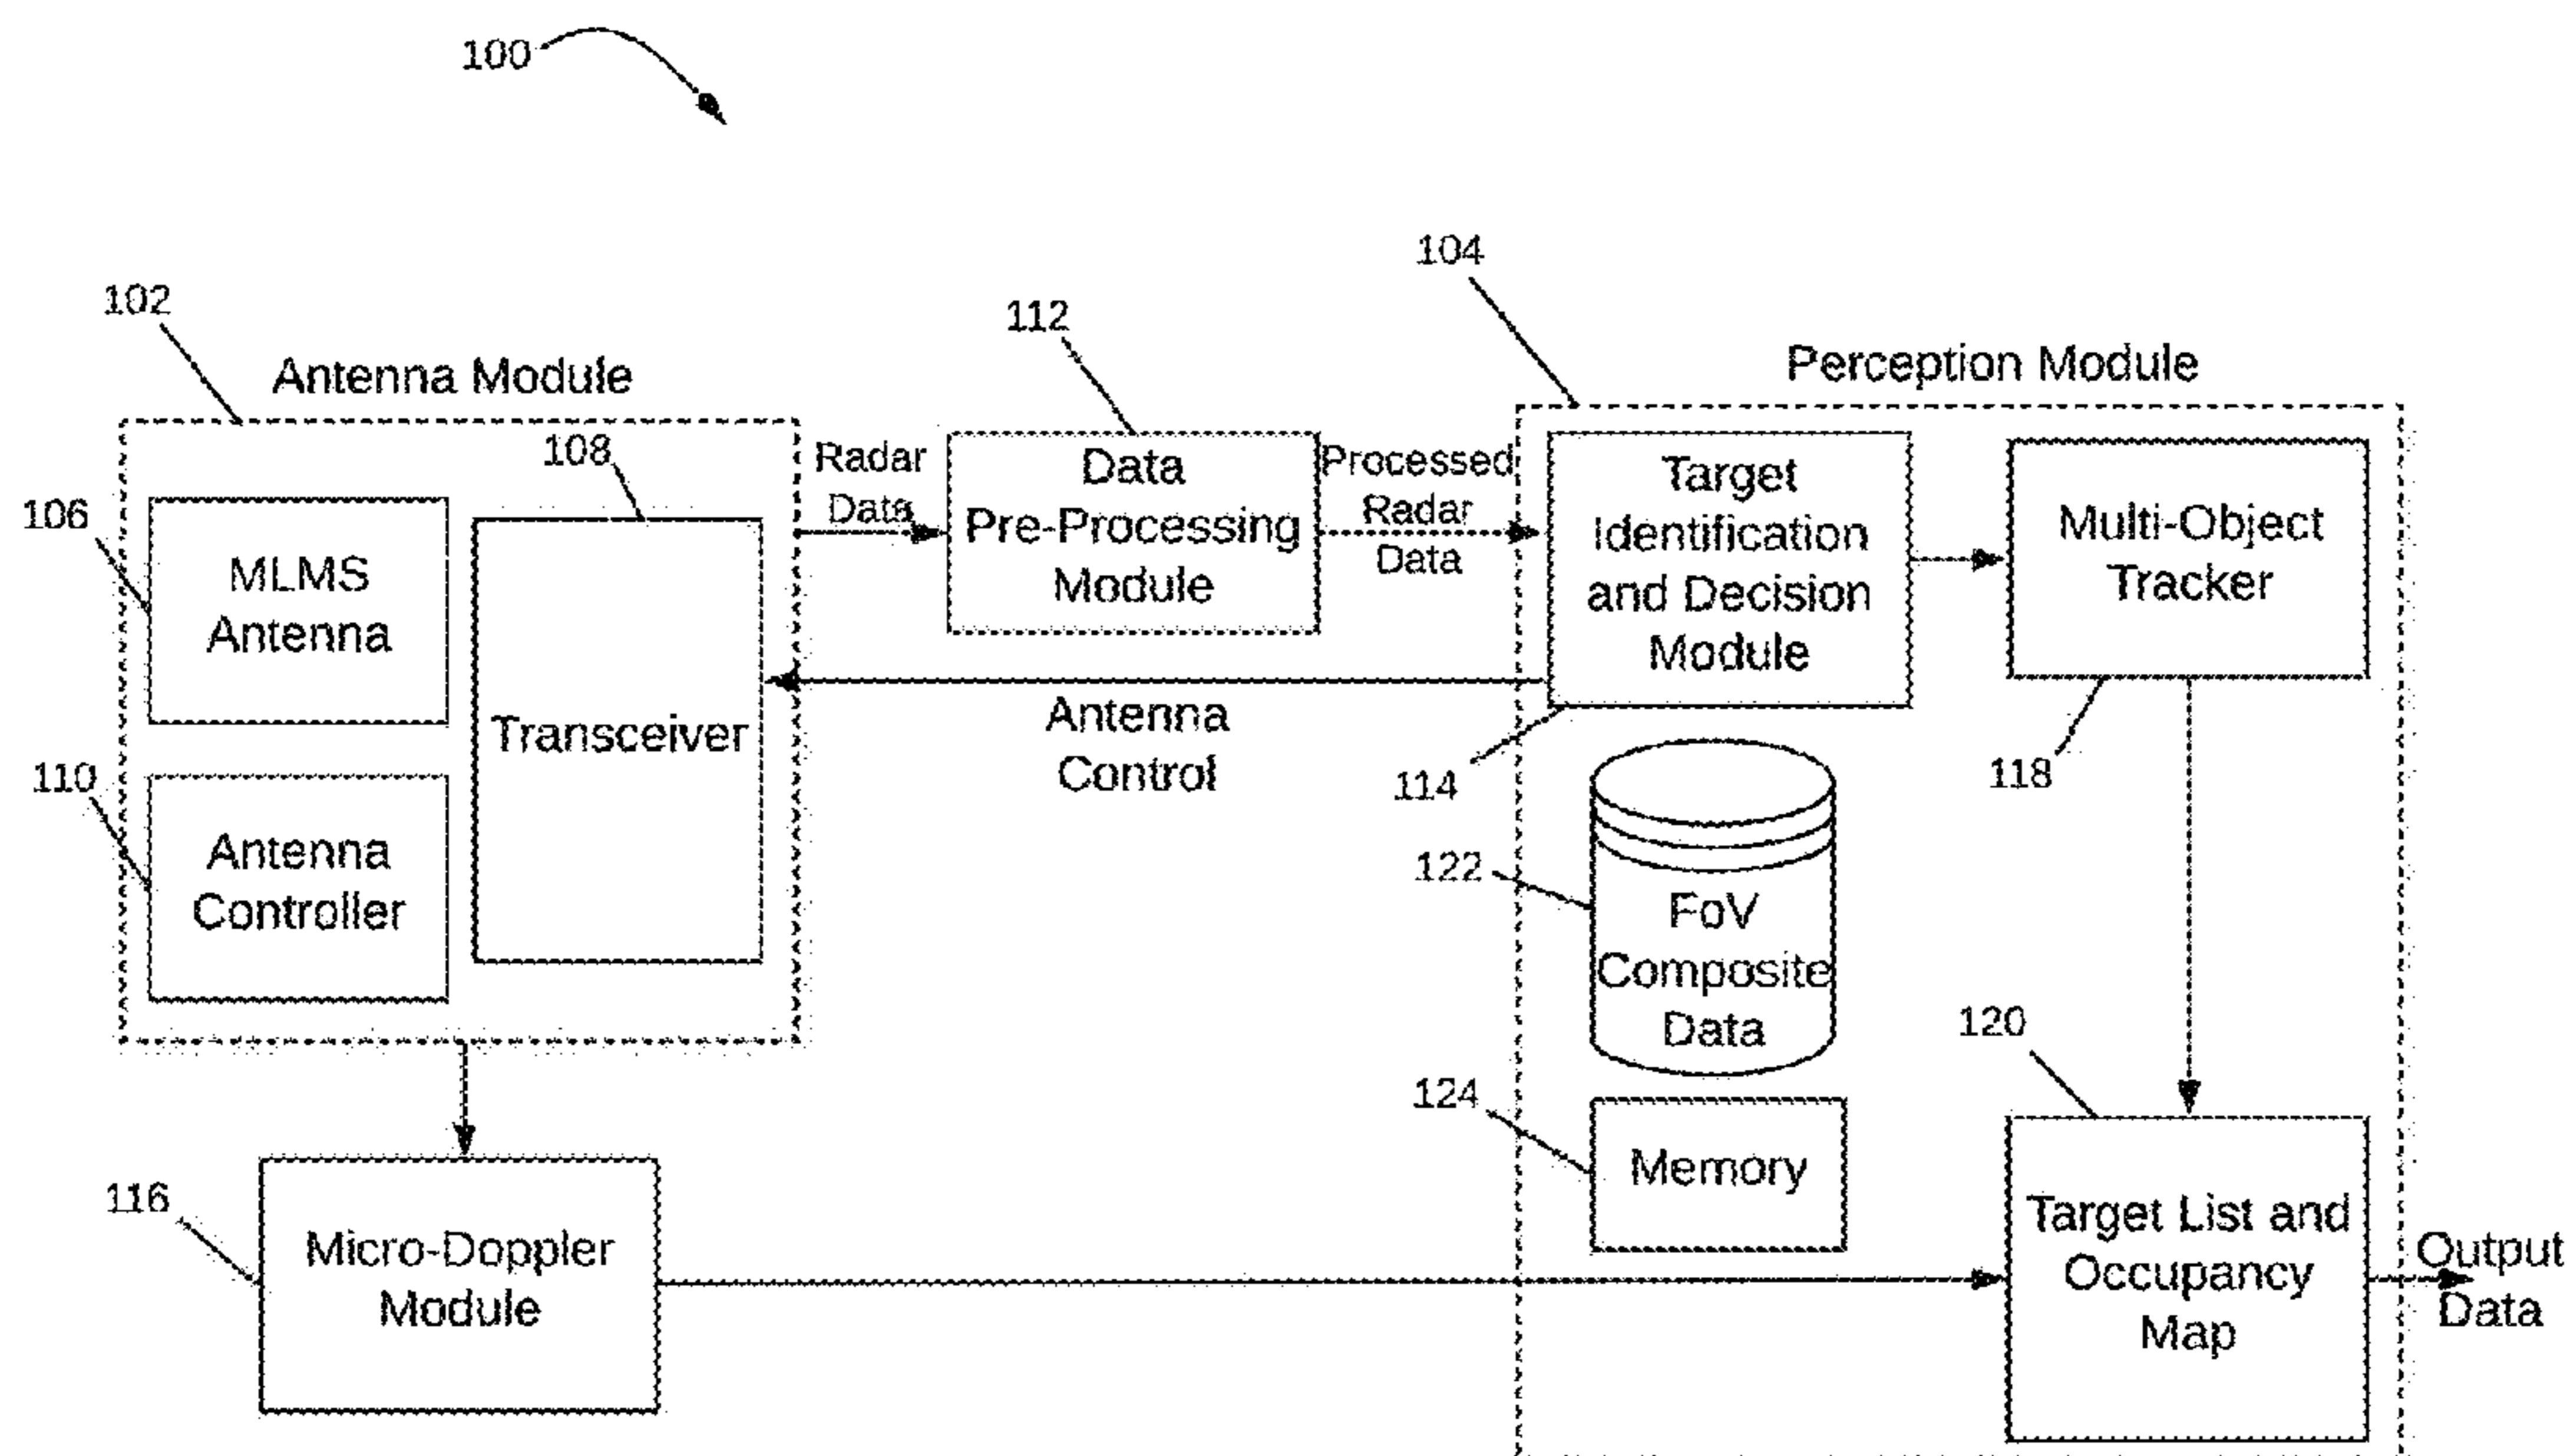 100
102
Antenna Module
106
MLMS
Antenna
108
Transceiver
110
Antenna
Controller
Radar
Data
112
Data
Pre-Processing
Module
Processed
Radar
Data
Antenna
Control
104
Perception Module
Target
Identification
and Decision
Module
114
Multi-Object
Tracker
118
122
FoV
Composite
Data
124
Memory
120
Target List and
Occupancy
Map
Output
Data
116
Micro-Doppler
Module